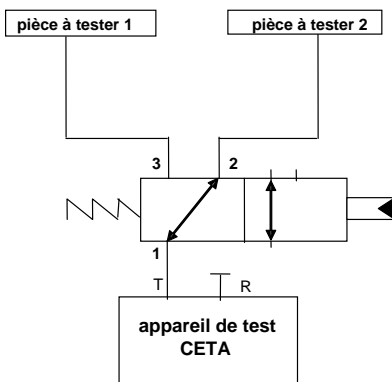 pièce à tester 1
pièce à tester 2
3
2
1
T
R
appareil de test
CETA